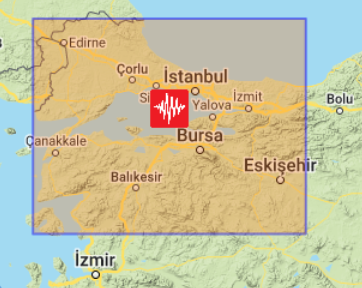 Edirne
Çorlu
İstanbul
Yalova
İzmit
Bolu
Çanakkale
Bursa
Balıkesir
Eskişehir
İzmir